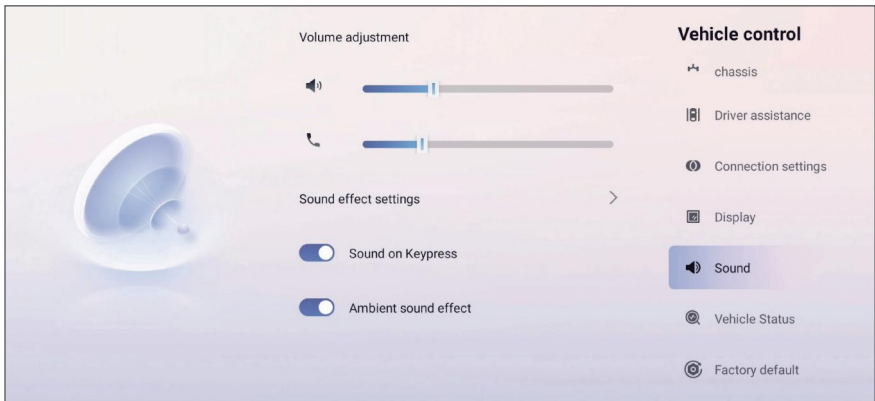 Volume adjustment
Sound effect settings
Sound on Keypress
Ambient sound effect
Vehicle control
chassis
Driver assistance
Connection settings
Display
Sound
Vehicle Status
Factory default